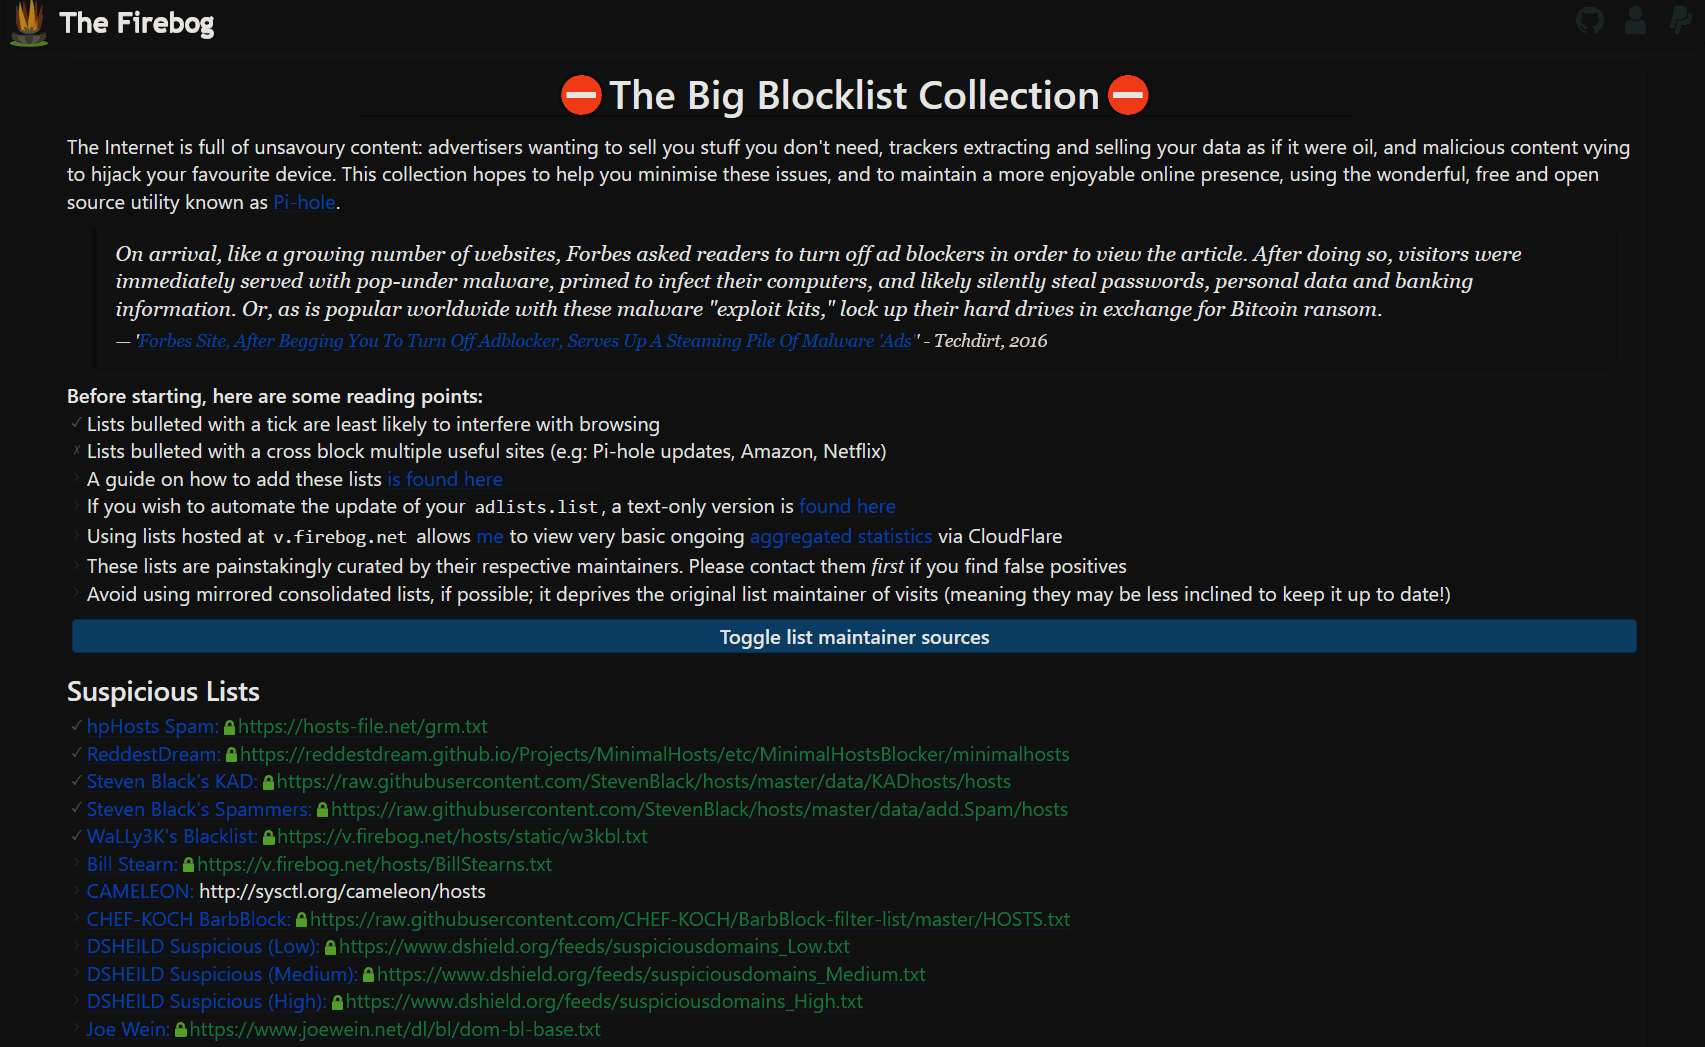 The Firebog
The Big Blocklist Collection
The Internet is full of unsavoury content: advertisers wanting to sell you stuff you don't need, trackers extracting and selling your data as if it were oil, and malicious content vying
to hijack your favourite device. This collection hopes to help you minimise these issues, and to maintain a more enjoyable online presence, using the wonderful, free and open
source utility known as Pi-hole.
On arrival, like a growing number of websites, Forbes asked readers to turn off ad blockers in order to view the article. After doing so, visitors were
immediately served with pop-under malware, primed to infect their computers, and likely silently steal passwords, personal data and banking
information. Or, as is popular worldwide with these malware "exploit kits," lock up their hard drives in exchange for Bitcoin ransom.
— 'Forbes Site, After Begging You To Turn Off Adblocker, Serves Up A Steaming Pile Of Malware 'Ads'' - Techdirt, 2016
Before starting, here are some reading points:
✓ Lists bulleted with a tick are least likely to interfere with browsing
✗ Lists bulleted with a cross block multiple useful sites (e.g: Pi-hole updates, Amazon, Netflix)
› A guide on how to add these lists is found here
› If you wish to automate the update of your adlists.list, a text-only version is found here
› Using lists hosted at v.firebog.net allows me to view very basic ongoing aggregated statistics via CloudFlare
› These lists are painstakingly curated by their respective maintainers. Please contact them first if you find false positives
› Avoid using mirrored consolidated lists, if possible; it deprives the original list maintainer of visits (meaning they may be less inclined to keep it up to date!)
Toggle list maintainer sources
Suspicious Lists
✓ hpHosts Spam: https://hosts-file.net/grm.txt
✓ ReddestDream: https://reddestdream.github.io/Projects/MinimalHosts/etc/MinimalHostsBlocker/minimalhosts
✓ Steven Black's KAD: https://raw.githubusercontent.com/StevenBlack/hosts/master/data/KADhosts/hosts
✓ Steven Black's Spammers: https://raw.githubusercontent.com/StevenBlack/hosts/master/data/add.Spam/hosts
✓ WaLLy3K's Blacklist: https://v.firebog.net/hosts/static/w3kbl.txt
› Bill Stearn: https://v.firebog.net/hosts/BillStearns.txt
› CAMELEON: http://sysctl.org/cameleon/hosts
› CHEF-KOCH BarbBlock: https://raw.githubusercontent.com/CHEF-KOCH/BarbBlock-filter-list/master/HOSTS.txt
› DSHEILD Suspicious (Low): https://www.dshield.org/feeds/suspiciousdomains_Low.txt
› DSHEILD Suspicious (Medium): https://www.dshield.org/feeds/suspiciousdomains_Medium.txt
› DSHEILD Suspicious (High): https://www.dshield.org/feeds/suspiciousdomains_High.txt
› Joe Wein: https://www.joewein.net/dl/bl/dom-bl-base.txt